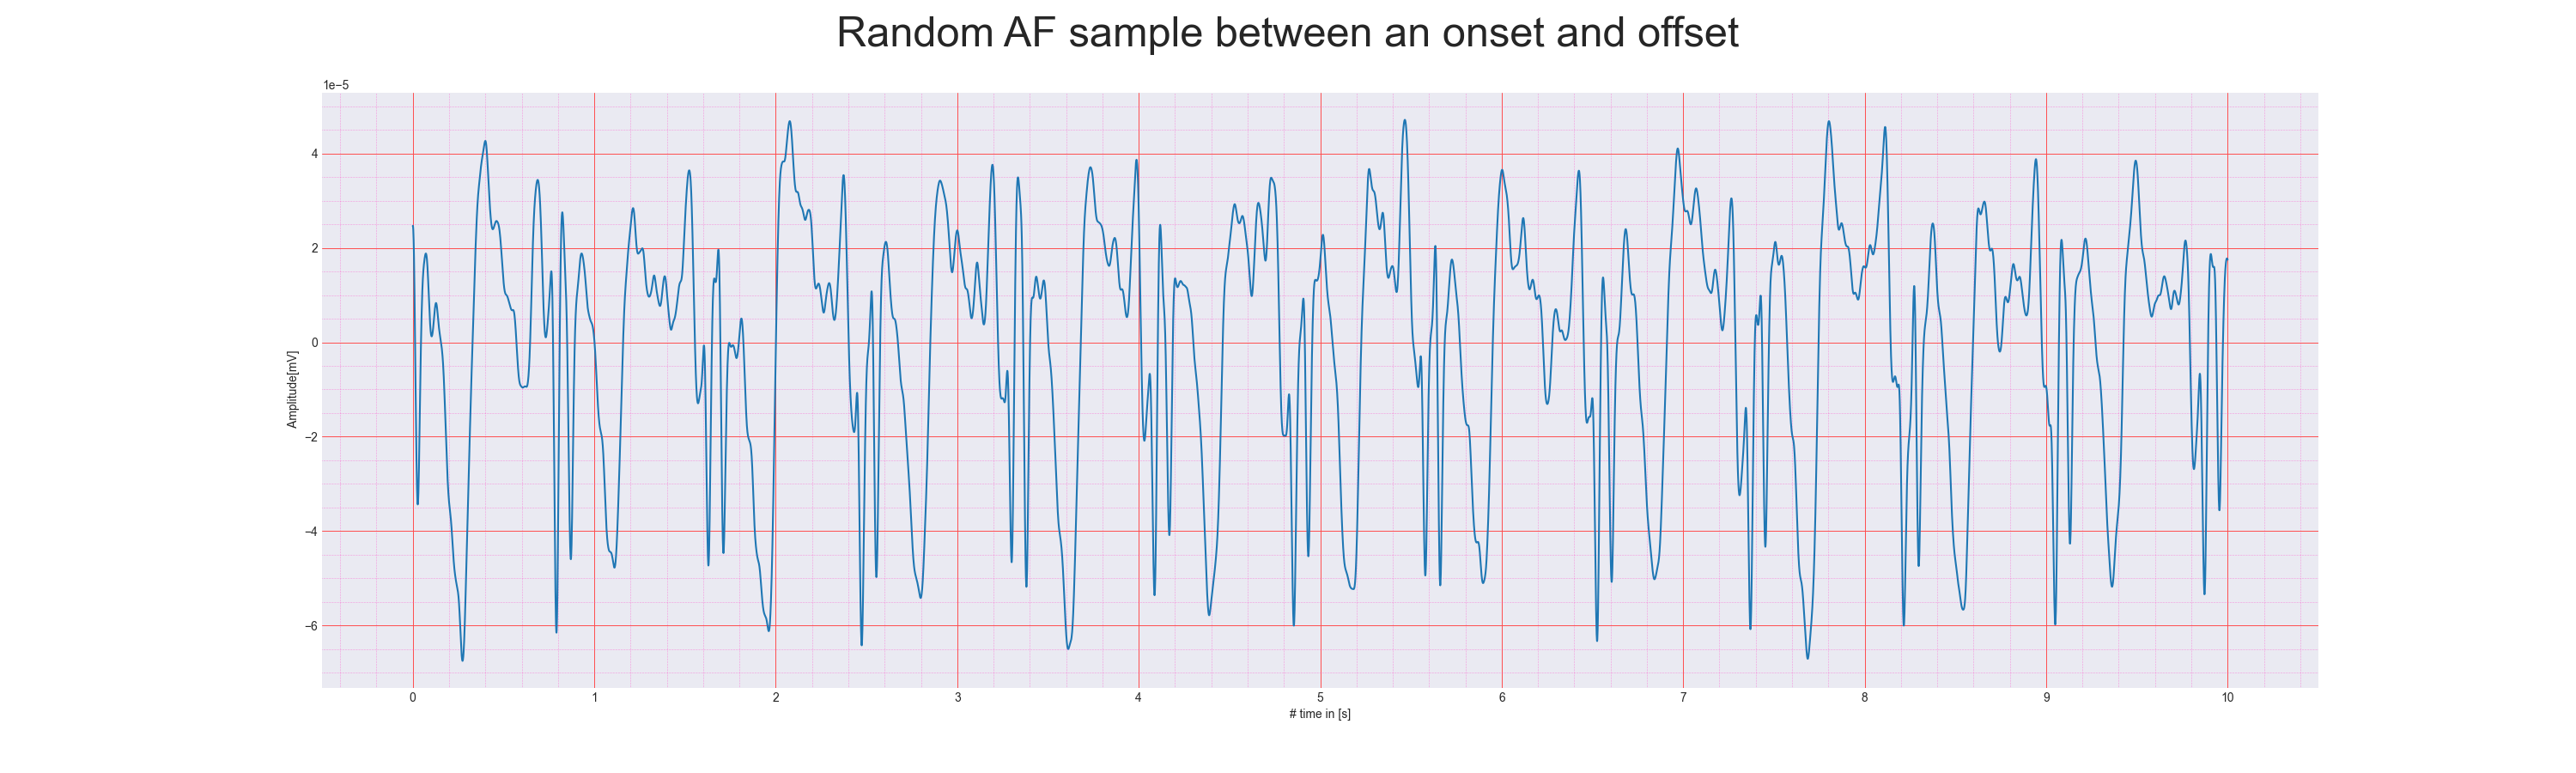 Random AF sample between an onset and offset
1e−5
4
2
0
−2
−4
−6
Amplitude[mV]
0 1 2 3 4 5 6 7 8 9 10
# time in [s]